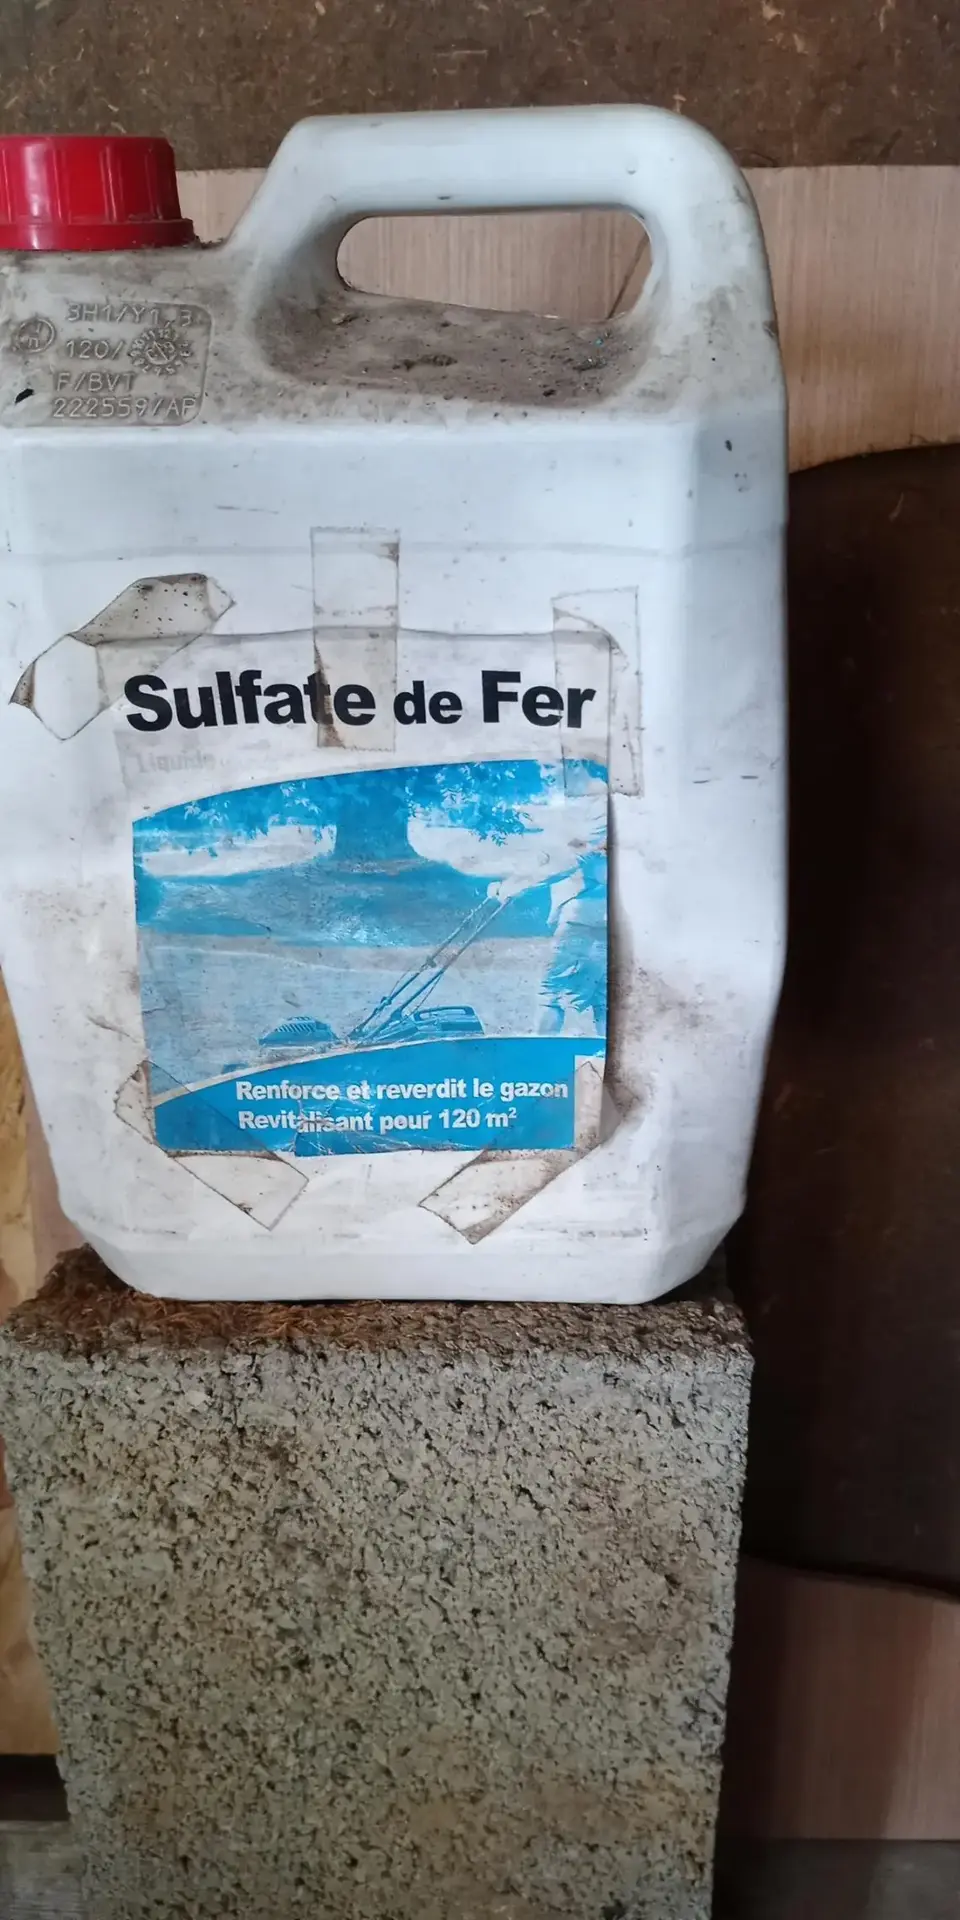 3H1/Y1,3
120/
F/BVT
222559/AP
Sulfate de Fer
Liquide
Renforce et reverdit le gazon
Revitalisant pour 120 m²